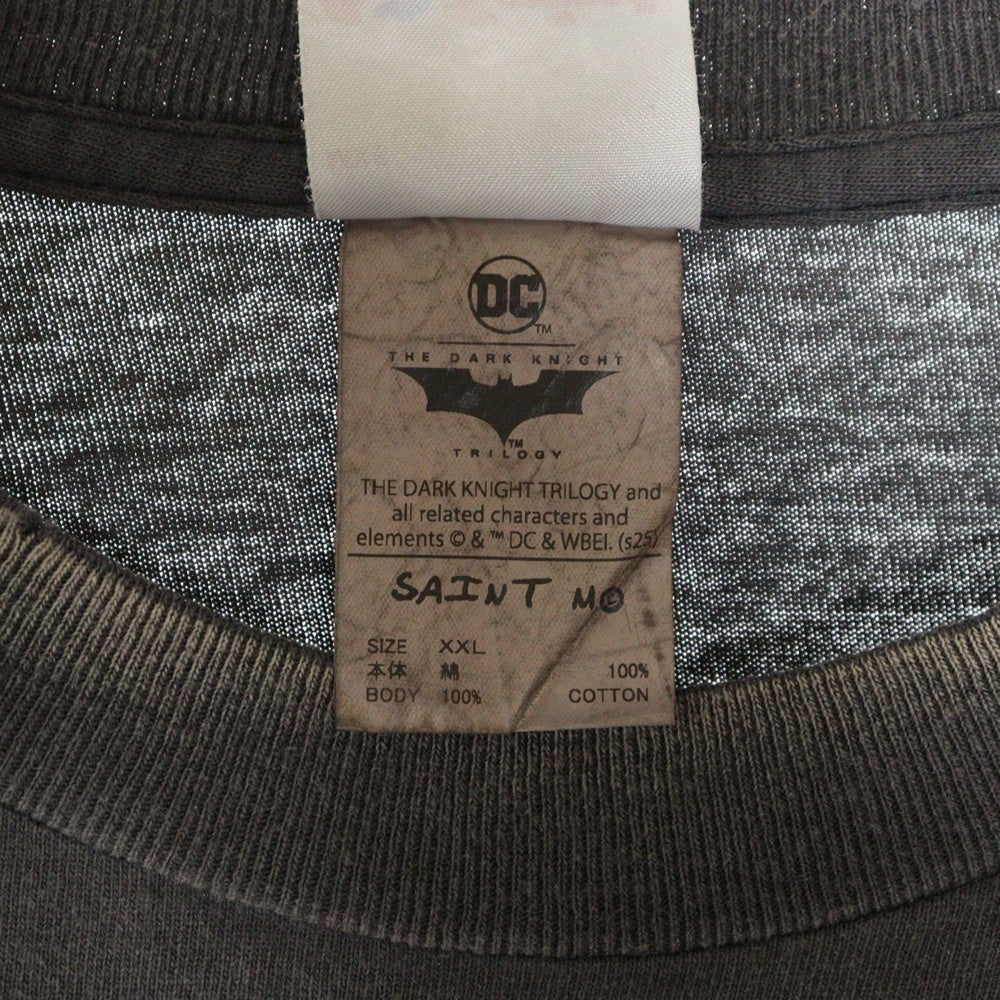 DC
TM
THE DARK KNIGHT
TM
TRILOGY
THE DARK KNIGHT TRILOGY and
all related characters and
elements © & ™ DC & WBEI. (s25)
SAINT M©
SIZE XXL
本体 綿 100%
BODY 100% COTTON